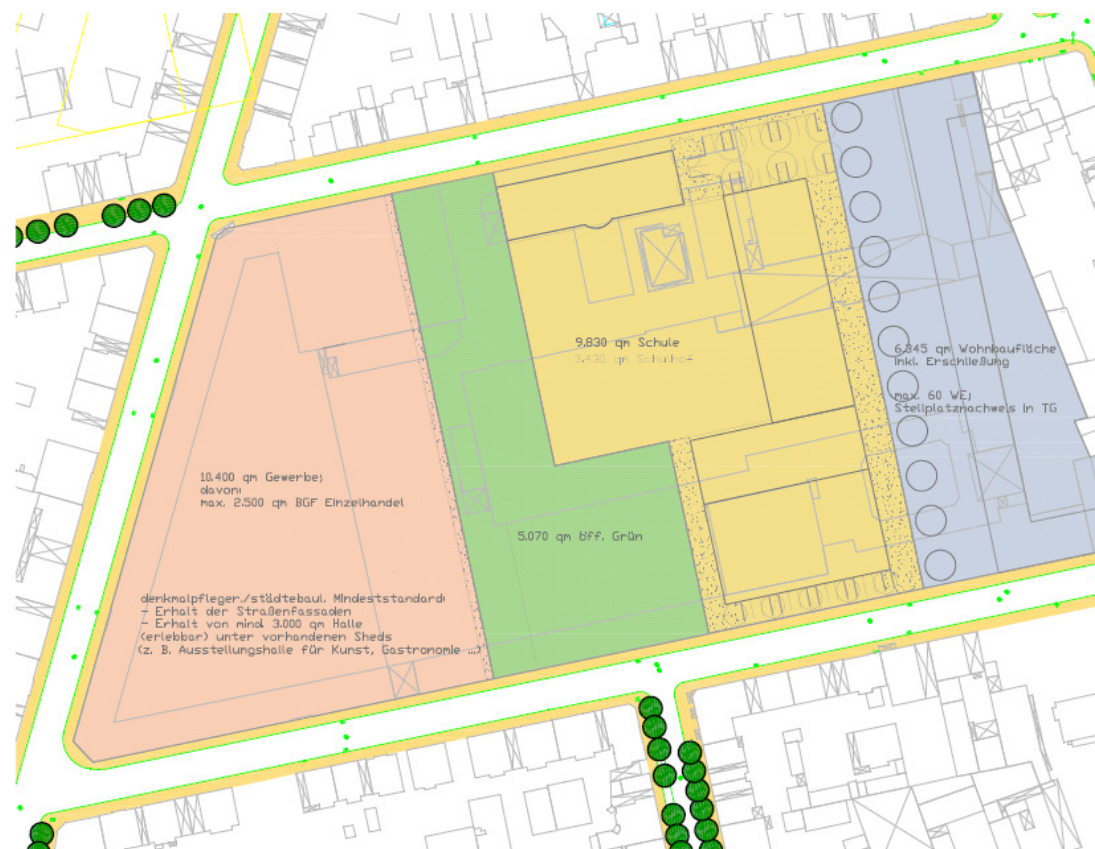 9.830 qm Schule
3.430 qm Schulhof
6.345 qm Wohnbaufläche
inkl. Erschließung
max. 60 WE;
Stellplatznachweis in TG
10.400 qm Gewerbe;
davon:
max. 2.500 qm BGF Einzelhandel
5.070 qm öff. Grün
denkmalpfleger./städtebaul. Mindeststandard:
- Erhalt der Straßenfassaden
- Erhalt von mind. 3.000 qm Halle
(erlebbar) unter vorhandenen Sheds
(z. B. Ausstellungshalle für Kunst, Gastronomie ...)